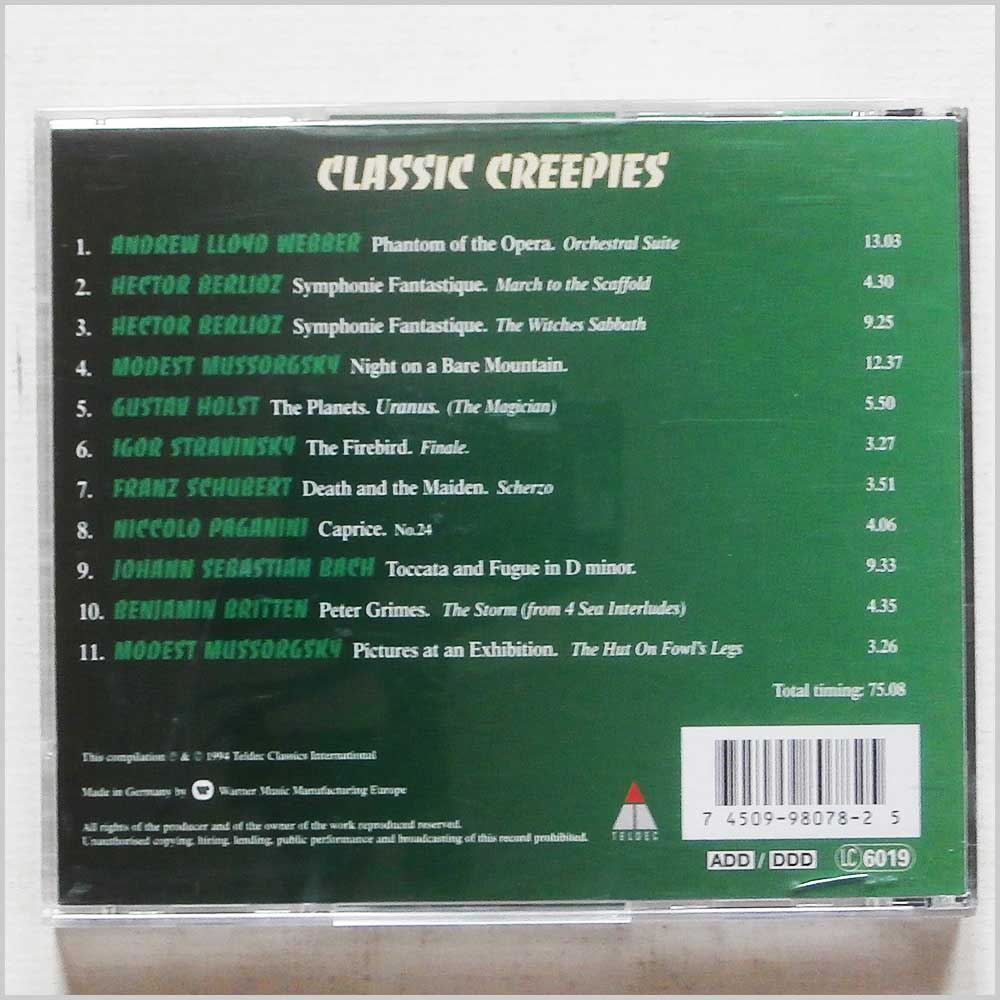 CLASSIC CREEPIES
1. ANDREW LLOYD WEBBER Phantom of the Opera. Orchestral Suite 13.03
2. HECTOR BERLIOZ Symphonie Fantastique. March to the Scaffold 4.30
3. HECTOR BERLIOZ Symphonie Fantastique. The Witches Sabbath 9.25
4. MODEST MUSSORGSKY Night on a Bare Mountain. 12.37
5. GUSTAV HOLST The Planets. Uranus. (The Magician) 5.50
6. IGOR STRAVINSKY The Firebird. Finale. 3.27
7. FRANZ SCHUBERT Death and the Maiden. Scherzo 3.51
8. NICCOLO PAGANINI Caprice. No.24 4.06
9. JOHANN SEBASTIAN BACH Toccata and Fugue in D minor. 9.33
10. BENJAMIN BRITTEN Peter Grimes. The Storm (from 4 Sea Interludes) 4.35
11. MODEST MUSSORGSKY Pictures at an Exhibition. The Hut On Fowl's Legs 3.26
Total timing: 75.08
This compilation ℗ & © 1994 Teldec Classics International
Made in Germany by Warner Music Manufacturing Europe
All rights of the producer and of the owner of the work reproduced reserved.
Unauthorised copying, hiring, lending, public performance and broadcasting of this record prohibited.
TELDEC
7 4509-98078-2 5
ADD / DDD LC 6019